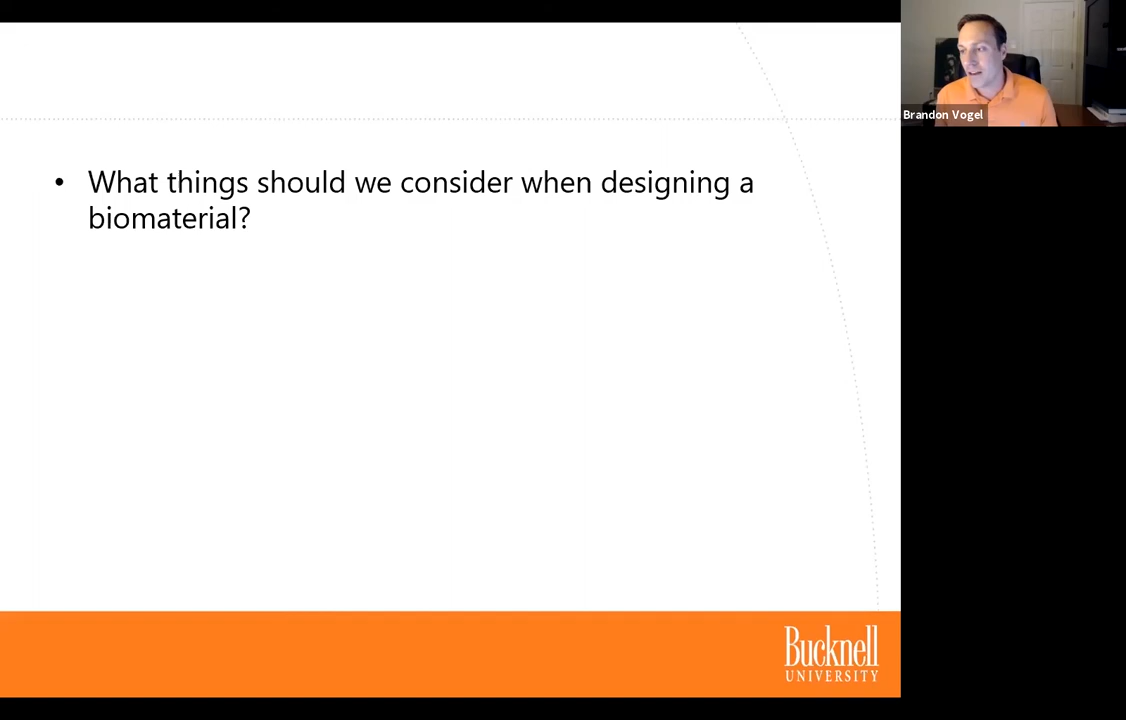 Brandon Vogel
• What things should we consider when designing a
biomaterial?
Bucknell
UNIVERSITY